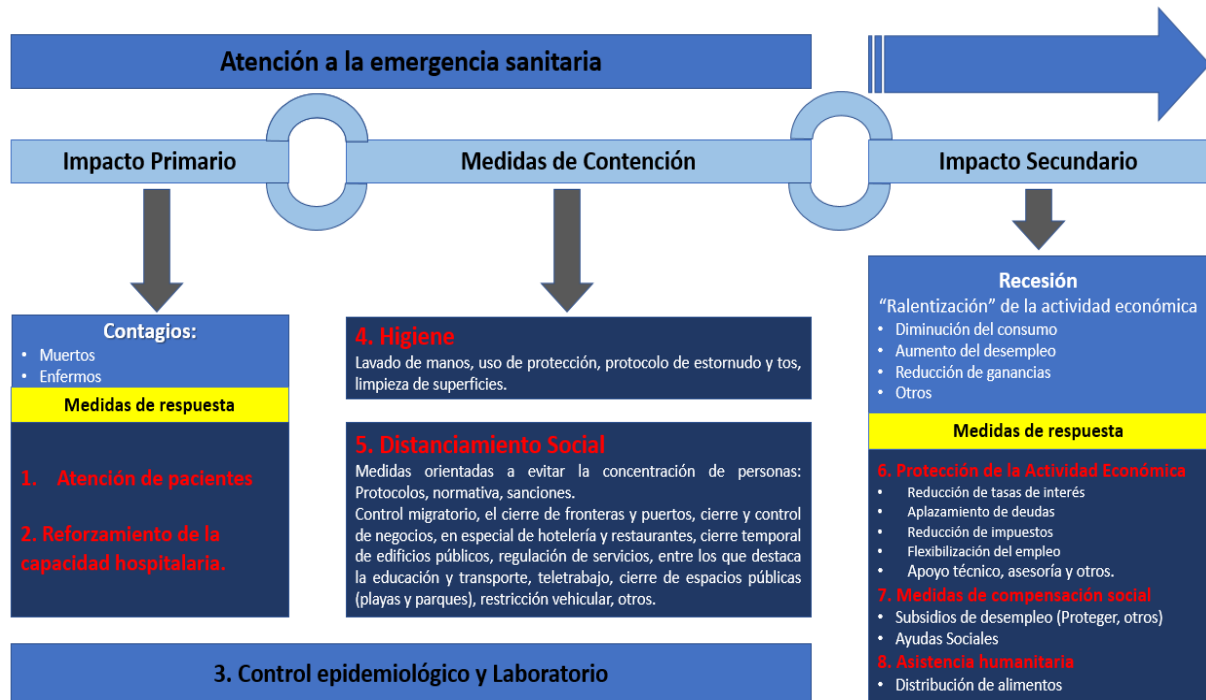 Atención a la emergencia sanitaria
Impacto Primario
Medidas de Contención
Impacto Secundario
Contagios:
• Muertos
• Enfermos
Medidas de respuesta
1. Atención de pacientes
2. Reforzamiento de la
capacidad hospitalaria.
4. Higiene
Lavado de manos, uso de protección, protocolo de estornudo y tos,
limpieza de superficies.
5. Distanciamiento Social
Medidas orientadas a evitar la concentración de personas:
Protocolos, normativa, sanciones.
Control migratorio, el cierre de fronteras y puertos, cierre y control
de negocios, en especial de hotelería y restaurantes, cierre temporal
de edificios públicos, regulación de servicios, entre los que destaca
la educación y transporte, teletrabajo, cierre de espacios públicas
(playas y parques), restricción vehicular, otros.
3. Control epidemiológico y Laboratorio
Recesión
“Ralentización” de la actividad económica
• Diminución del consumo
• Aumento del desempleo
• Reducción de ganancias
• Otros
Medidas de respuesta
6. Protección de la Actividad Económica
• Reducción de tasas de interés
• Aplazamiento de deudas
• Reducción de impuestos
• Flexibilización del empleo
• Apoyo técnico, asesoría y otros.
7. Medidas de compensación social
• Subsidios de desempleo (Proteger, otros)
• Ayudas Sociales
8. Asistencia humanitaria
• Distribución de alimentos